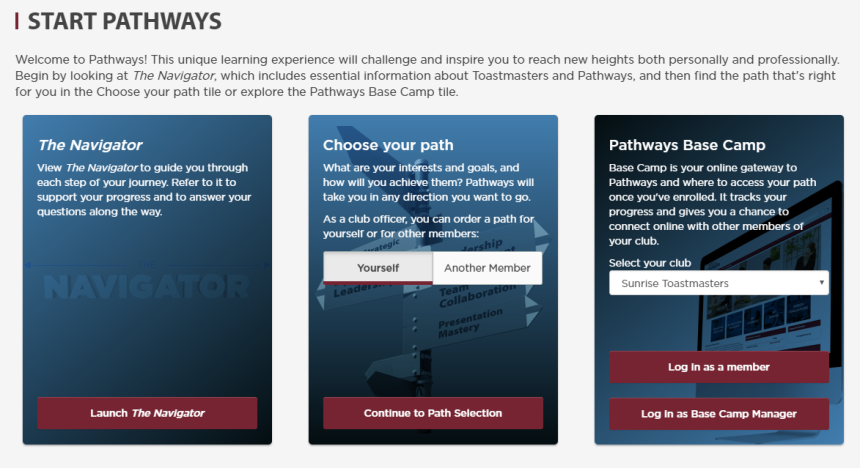 START PATHWAYS
Welcome to Pathways! This unique learning experience will challenge and inspire you to reach new heights both personally and professionally.
Begin by looking at The Navigator, which includes essential information about Toastmasters and Pathways, and then find the path that's right
for you in the Choose your path tile or explore the Pathways Base Camp tile.
The Navigator
View The Navigator to guide you through
each step of your journey. Refer to it to
support your progress and to answer your
questions along the way.
NAVIGATOR
Launch The Navigator
Choose your path
What are your interests and goals, and
how will you achieve them? Pathways will
take you in any direction you want to go.
As a club officer, you can order a path for
yourself or for other members:
Yourself
Another Member
Team
Collaboration
Presentation
Mastery
Continue to Path Selection
Pathways Base Camp
Base Camp is your online gateway to
Pathways and where to access your path
once you've enrolled. It tracks your
progress and gives you a chance to
connect online with other members of
your club.
Select your club
Sunrise Toastmasters
Log in as a member
Log in as Base Camp Manager